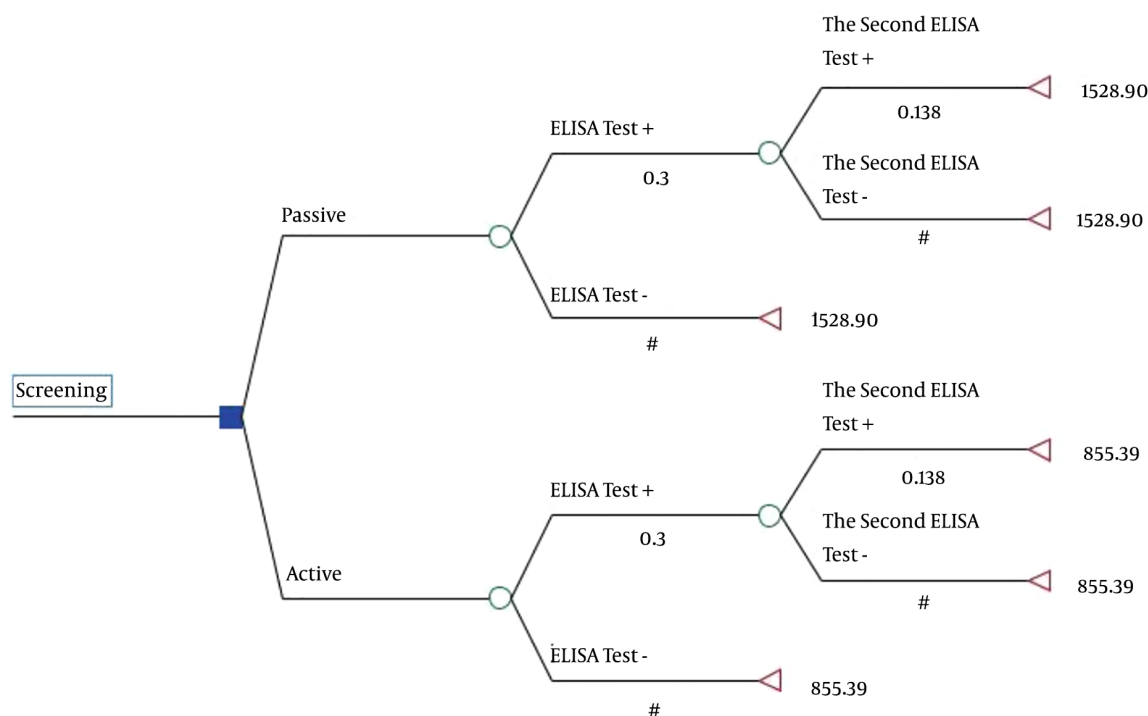 The Second ELISA
Test +
1528.90
0.138
ELISA Test +
0.3
The Second ELISA
Test -
1528.90
#
Passive
ELISA Test -
1528.90
#
Screening
The Second ELISA
Test +
855.39
0.138
ELISA Test +
0.3
The Second ELISA
Test -
855.39
#
Active
ELISA Test -
855.39
#